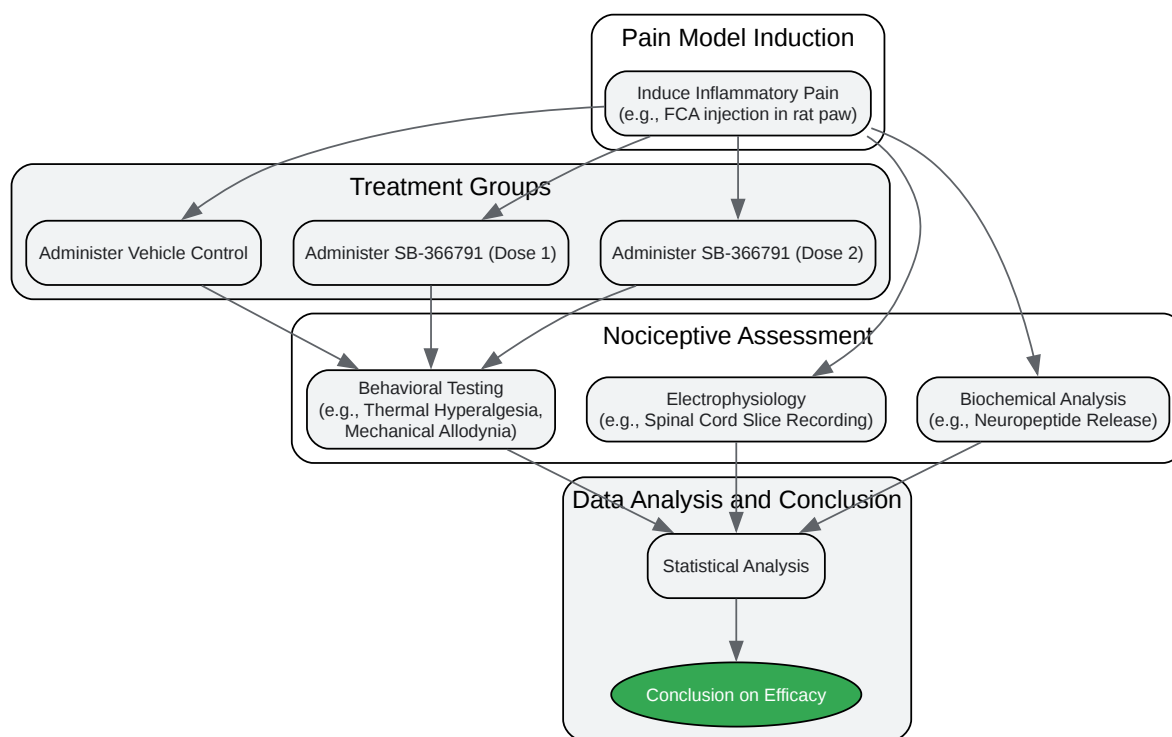 Pain Model Induction
Induce Inflammatory Pain
(e.g., FCA injection in rat paw)
Treatment Groups
Administer Vehicle Control
Administer SB-366791 (Dose 1)
Administer SB-366791 (Dose 2)
Nociceptive Assessment
Behavioral Testing
(e.g., Thermal Hyperalgesia,
Mechanical Allodynia)
Electrophysiology
(e.g., Spinal Cord Slice Recording)
Biochemical Analysis
(e.g., Neuropeptide Release)
Data Analysis and Conclusion
Statistical Analysis
Conclusion on Efficacy